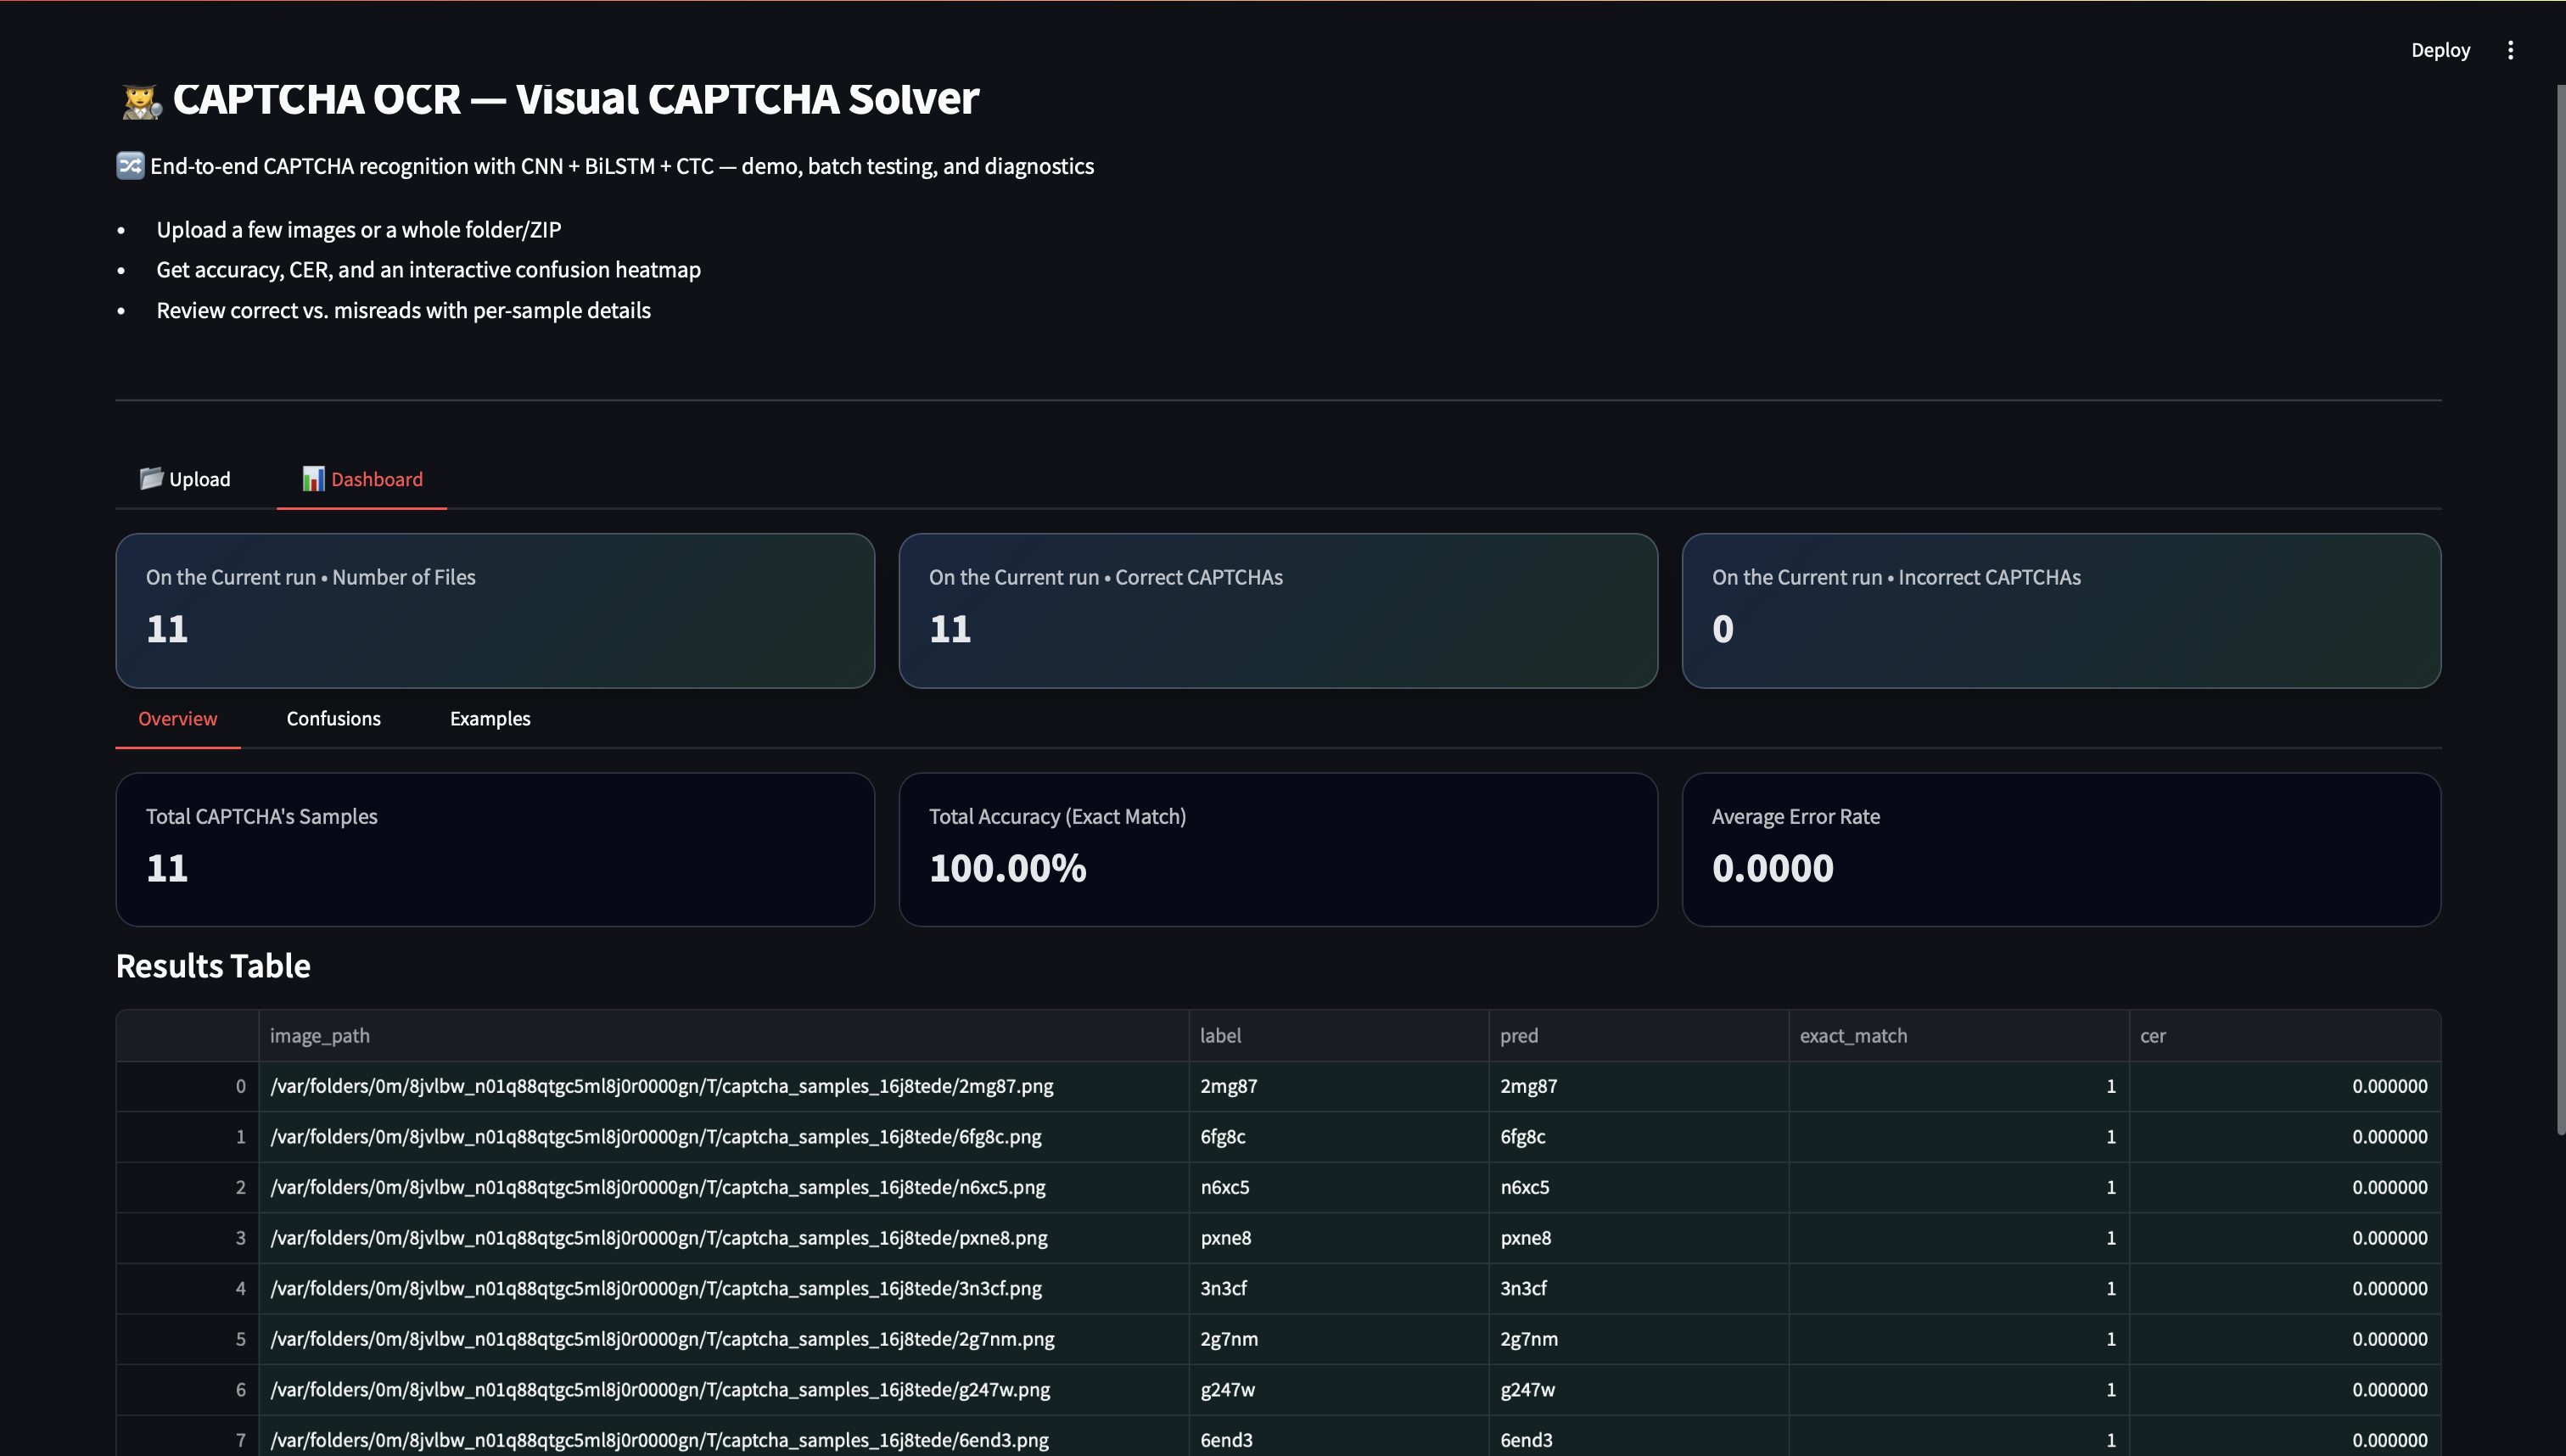 Deploy
CAPTCHA OCR — Visual CAPTCHA Solver
End-to-end CAPTCHA recognition with CNN + BiLSTM + CTC — demo, batch testing, and diagnostics
• Upload a few images or a whole folder/ZIP
• Get accuracy, CER, and an interactive confusion heatmap
• Review correct vs. misreads with per-sample details
Upload Dashboard
On the Current run • Number of Files
11
On the Current run • Correct CAPTCHAs
11
On the Current run • Incorrect CAPTCHAs
0
Overview Confusions Examples
Total CAPTCHA's Samples
11
Total Accuracy (Exact Match)
100.00%
Average Error Rate
0.0000
Results Table
image_path label pred exact_match cer
0 /var/folders/0m/8jvlbw_n01q88qtgc5ml8j0r0000gn/T/captcha_samples_16j8tede/2mg87.png 2mg87 2mg87 1 0.000000
1 /var/folders/0m/8jvlbw_n01q88qtgc5ml8j0r0000gn/T/captcha_samples_16j8tede/6fg8c.png 6fg8c 6fg8c 1 0.000000
2 /var/folders/0m/8jvlbw_n01q88qtgc5ml8j0r0000gn/T/captcha_samples_16j8tede/n6xc5.png n6xc5 n6xc5 1 0.000000
3 /var/folders/0m/8jvlbw_n01q88qtgc5ml8j0r0000gn/T/captcha_samples_16j8tede/pxne8.png pxne8 pxne8 1 0.000000
4 /var/folders/0m/8jvlbw_n01q88qtgc5ml8j0r0000gn/T/captcha_samples_16j8tede/3n3cf.png 3n3cf 3n3cf 1 0.000000
5 /var/folders/0m/8jvlbw_n01q88qtgc5ml8j0r0000gn/T/captcha_samples_16j8tede/2g7nm.png 2g7nm 2g7nm 1 0.000000
6 /var/folders/0m/8jvlbw_n01q88qtgc5ml8j0r0000gn/T/captcha_samples_16j8tede/g247w.png g247w g247w 1 0.000000
7 /var/folders/0m/8jvlbw_n01q88qtgc5ml8j0r0000gn/T/captcha_samples_16j8tede/6end3.png 6end3 6end3 1 0.000000